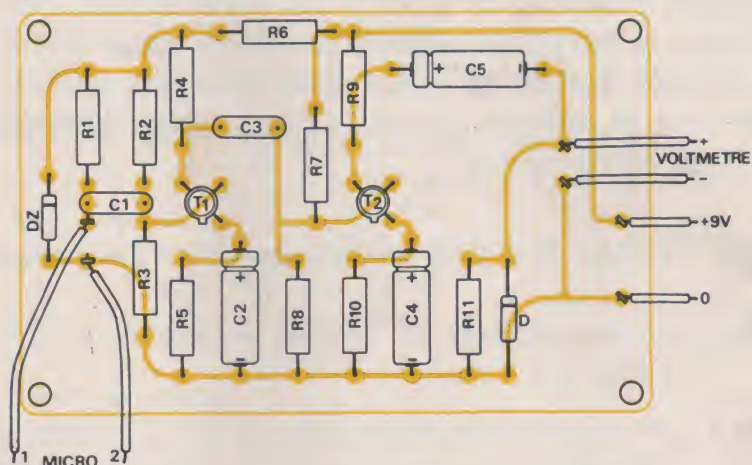 R6
R4
R9
C5
+ −
R1
R2
C3
R7
+
VOLTMETRE
−
DZ
C1
T1
T2
+9V
R3
R5
+
C2
−
R8
R10
+
C4
−
R11
D
0
1
MICRO
2